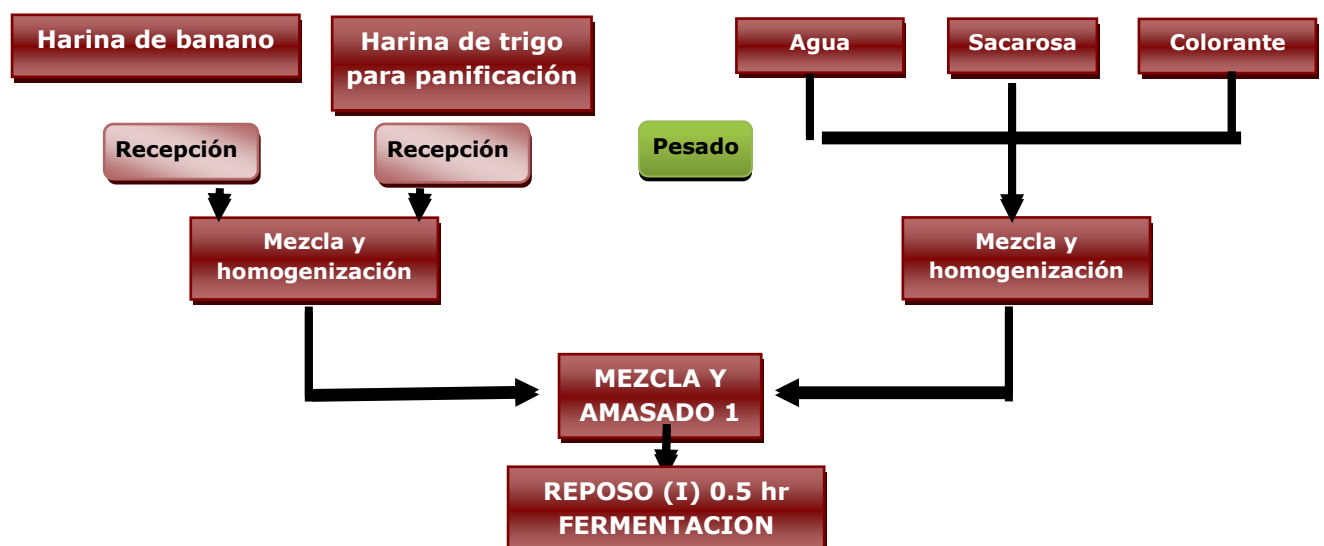 Harina de banano
Harina de trigo
para panificación
Agua
Sacarosa
Colorante
Recepción
Recepción
Pesado
Mezcla y
homogenización
Mezcla y
homogenización
MEZCLA Y
AMASADO 1
REPOSO (I) 0.5 hr
FERMENTACION